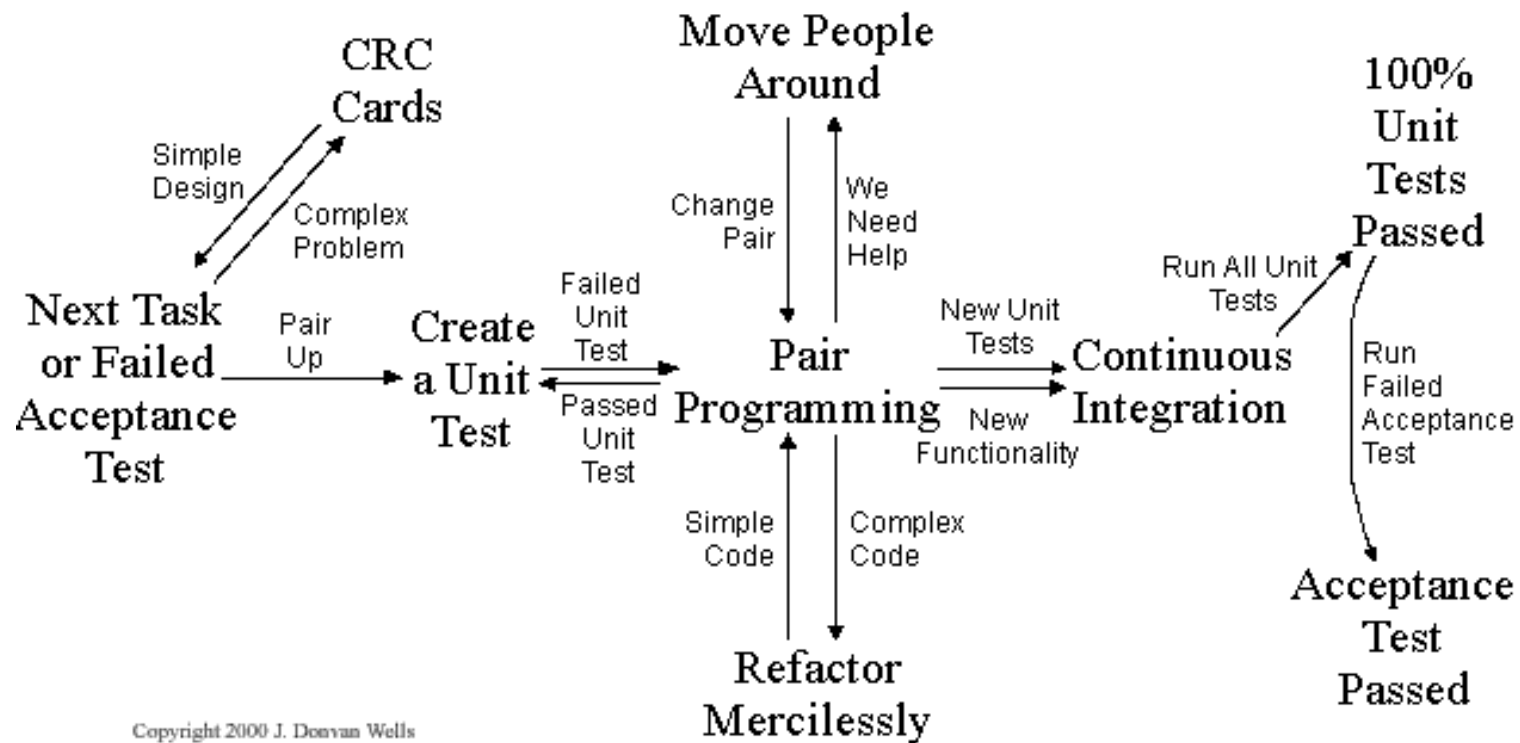 CRC
Cards
Simple
Design
Complex
Problem
Next Task
or Failed
Acceptance
Test
Pair
Up
Create
a Unit
Test
Failed
Unit
Test
Passed
Unit
Test
Move People
Around
Change
Pair
We
Need
Help
Pair
Programming
Simple
Code
Complex
Code
Refactor
Mercilessly
New Unit
Tests
New
Functionality
Continuous
Integration
Run All Unit
Tests
100%
Unit
Tests
Passed
Run
Failed
Acceptance
Test
Acceptance
Test
Passed
Copyright 2000 J. Donvan Wells